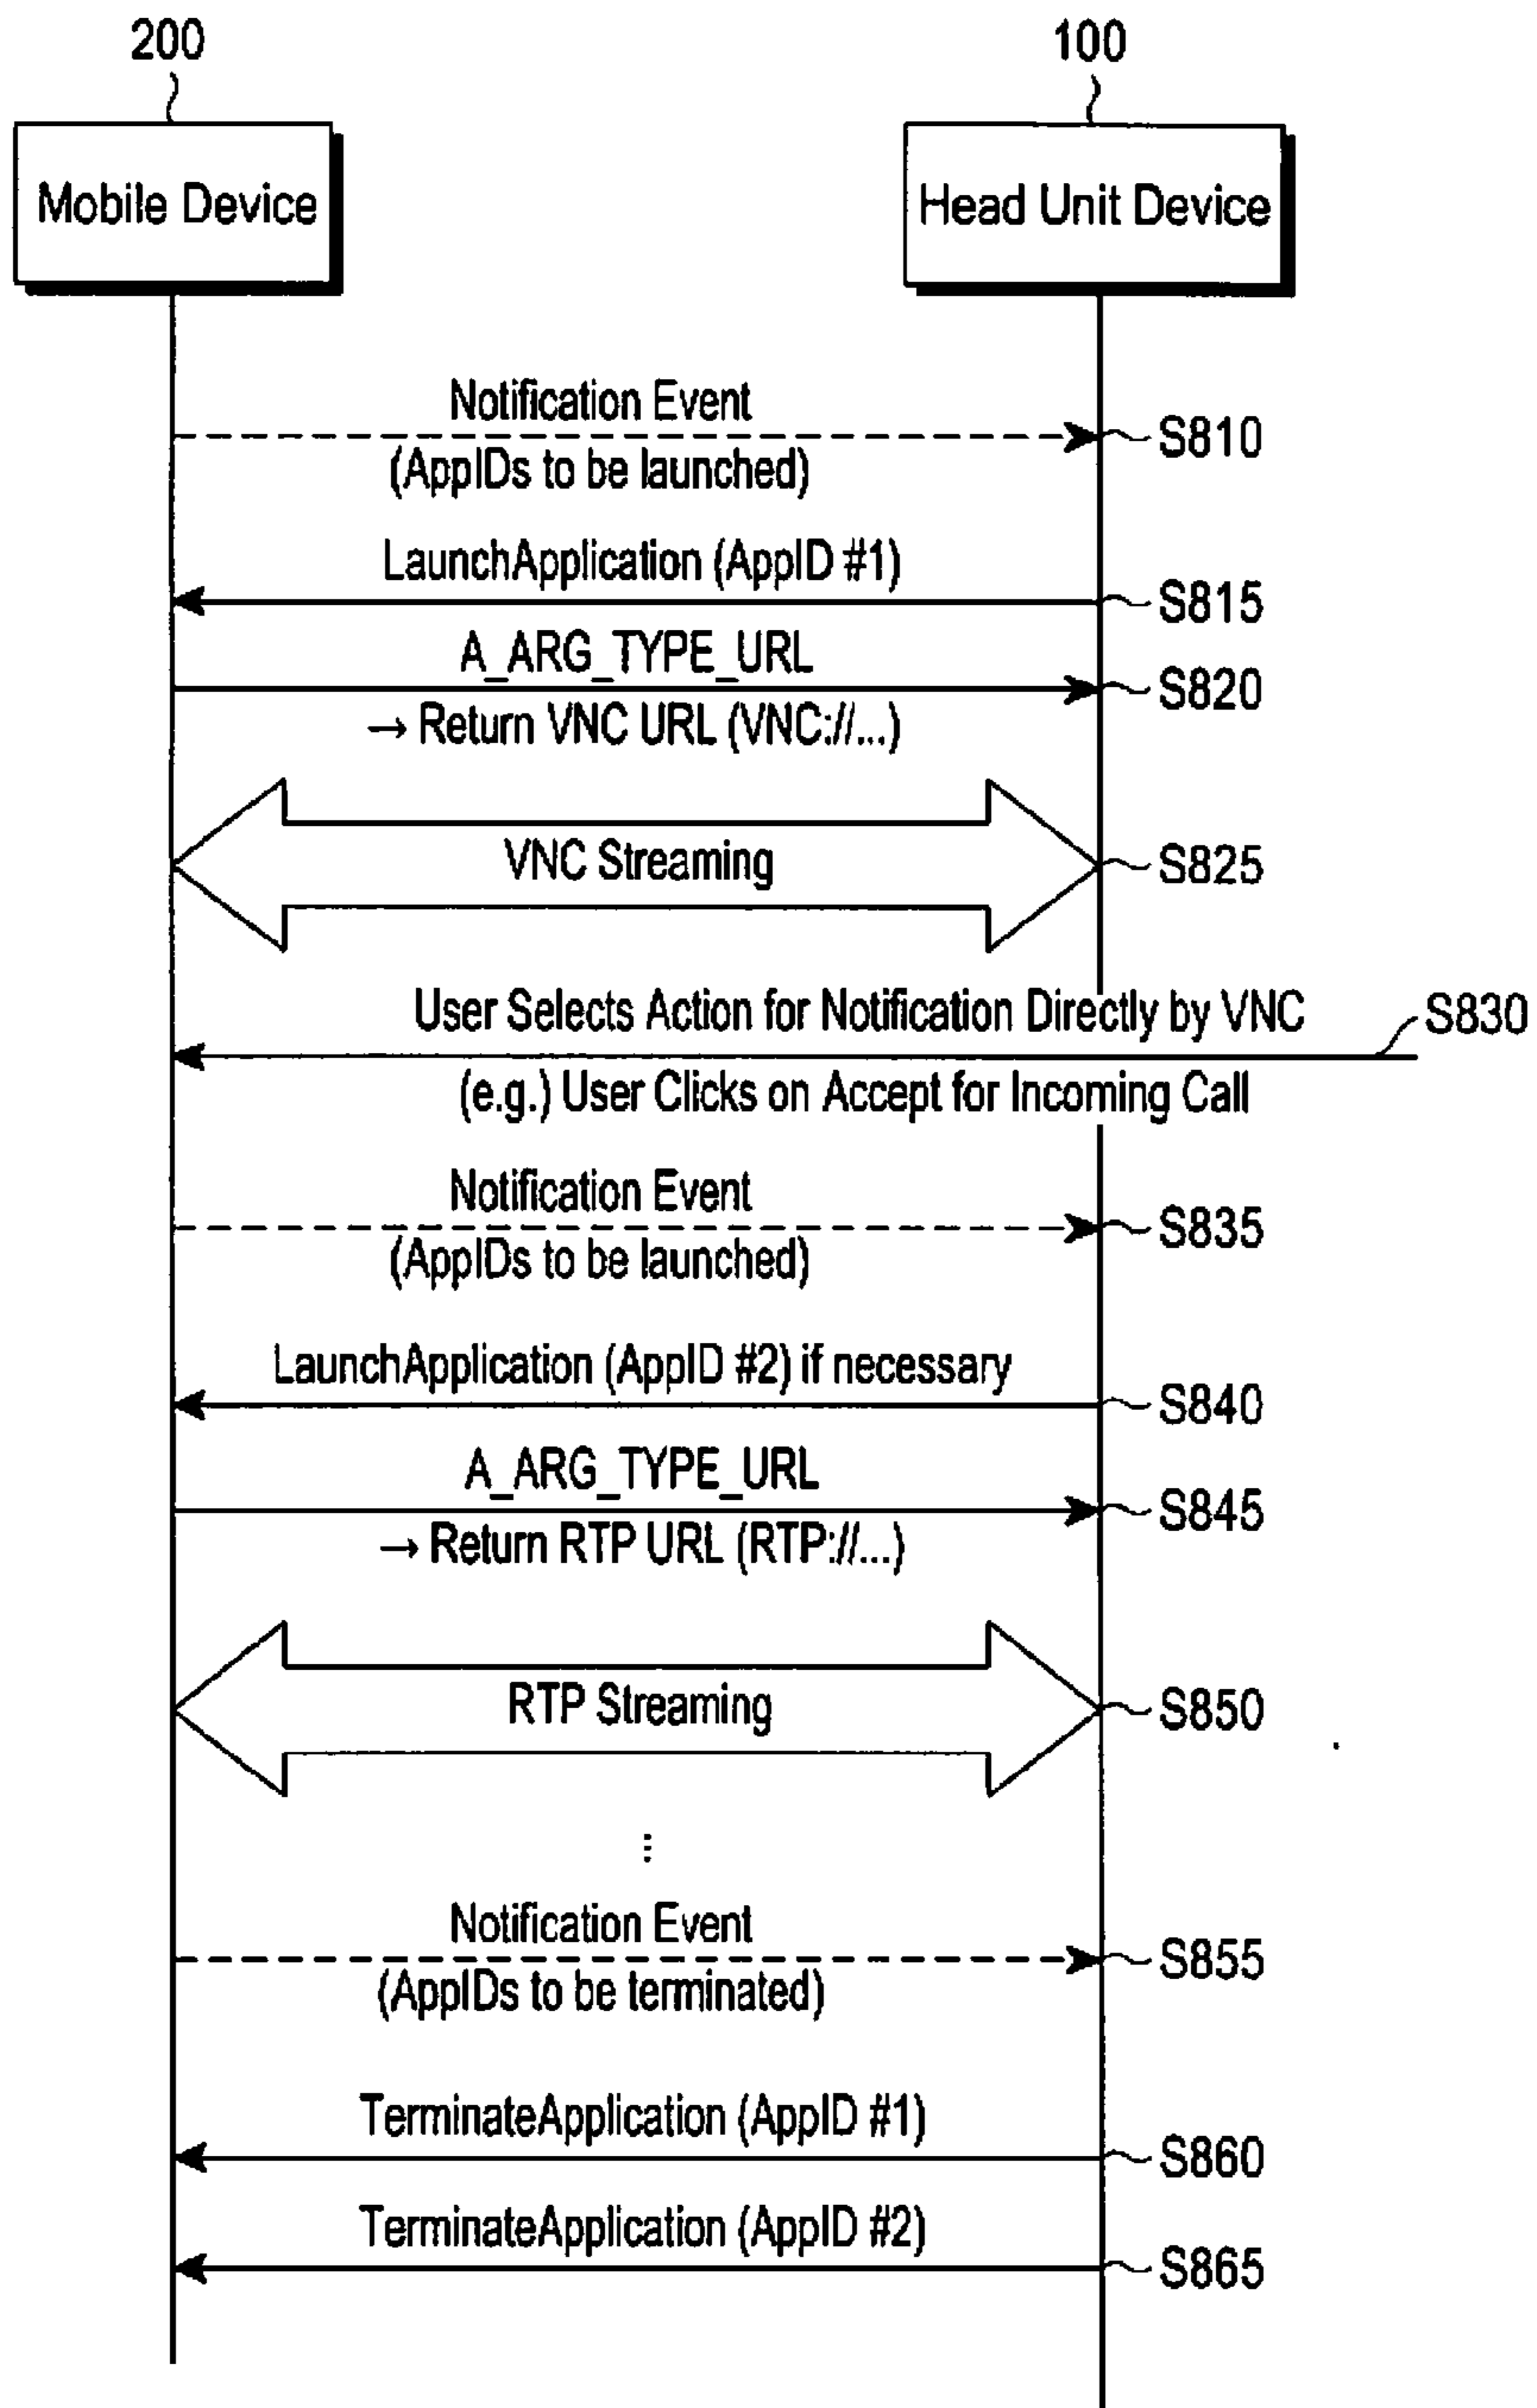 200
100
Mobile Device
Head Unit Device
Notification Event
S810
(AppIDs to be launched)
LaunchApplication (AppID #1)
S815
A_ARG_TYPE_URL
S820
→ Return VNC URL (VNC://...)
VNC Streaming
S825
User Selects Action for Notification Directly by VNC
S830
(e.g.) User Clicks on Accept for Incoming Call
Notification Event
S835
(AppIDs to be launched)
LaunchApplication (AppID #2) if necessary
S840
A_ARG_TYPE_URL
S845
→ Return RTP URL (RTP://...)
RTP Streaming
S850
⋮
Notification Event
S855
(AppIDs to be terminated)
TerminateApplication (AppID #1)
S860
TerminateApplication (AppID #2)
S865